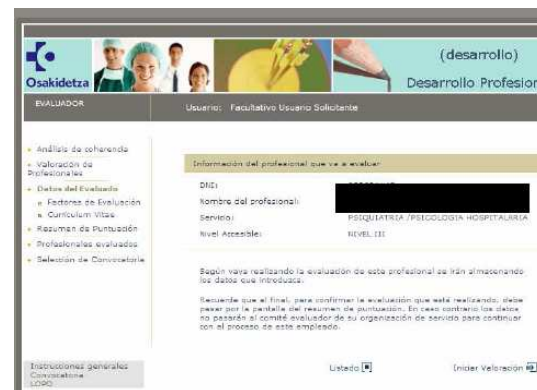 (desarrollo)
Osakidetza
Desarrollo Profesion
EVALUADOR
Usuario: Facultativo Usuario Solicitante
Análisis de coherencia
Valoración de
Profesionales
Datos del Evaluado
Factores de Evaluación
Curriculum Vitae
Resumen de Puntuación
Profesionales evaluados
Selección de Convocatoria
Información del profesional que va a evaluar
DNI:
Nombre del profesional:
Servicio: PSIQUIATRIA /PSICOLOGIA HOSPITALARIA
Nivel Accesible: NIVEL III
Según vaya realizando la evaluación de este profesional se irán almacenando
los datos que introduzca.
Recuerde que al final, para confirmar la evaluación que está realizando, debe
pasar por la pantalla del resumen de puntuación. En caso contrario los datos
no pasarán al comité evaluador de su organización de servicio para continuar
con el proceso de este empleado.
Instrucciones generales
Convocatoria
LOPD
Listado
Iniciar Valoración